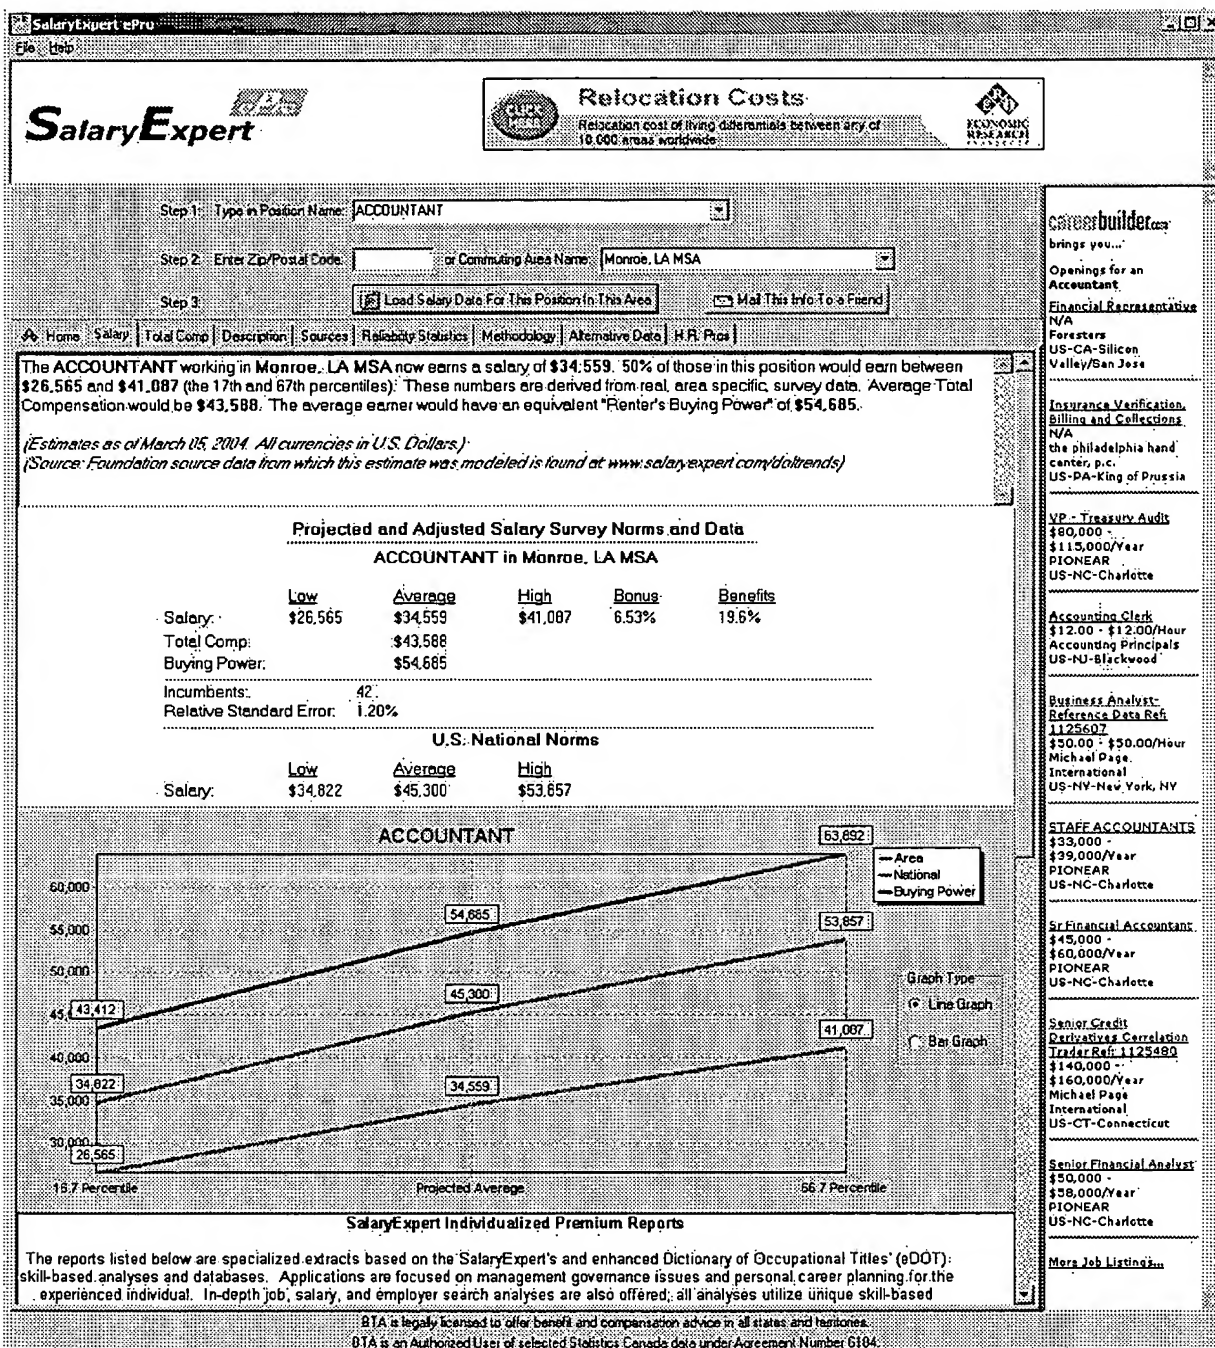 SalaryExpert ePro
File Help
SalaryExpert
ePro
Relocation Costs
Relocation cost of living differentials between any of
10,000 areas worldwide
ERI
ECONOMIC
RESEARCH
INSTITUTE
Step 1: Type in Position Name: ACCOUNTANT
Step 2: Enter Zip/Postal Code: or Commuting Area Name: Monroe, LA MSA
Step 3: Load Salary Data For This Position In This Area Mail This Info To a Friend
Home Salary Total Comp Description Sources Reliability Statistics Methodology Alternative Data H.R. Pros
The ACCOUNTANT working in Monroe, LA MSA now earns a salary of $34,559. 50% of those in this position would earn between
$26,565 and $41,087 (the 17th and 67th percentiles). These numbers are derived from real, area specific, survey data. Average Total
Compensation would be $43,588. The average earner would have an equivalent "Renter's Buying Power" of $54,685.
(Estimates as of March 05, 2004. All currencies in U.S. Dollars.)
(Source: Foundation source data from which this estimate was modeled is found at www.salaryexpert.com/doltrends)
Projected and Adjusted Salary Survey Norms and Data
ACCOUNTANT in Monroe, LA MSA
Low Average High Bonus Benefits
Salary: $26,565 $34,559 $41,087 6.53% 19.6%
Total Comp: $43,588
Buying Power: $54,685
Incumbents: 42
Relative Standard Error: 1.20%
U.S. National Norms
Low Average High
Salary: $34,822 $45,300 $53,857
ACCOUNTANT
63,892
Area
National
Buying Power
60,000
54,685
53,857
55,000
50,000
45,300
43,412
45,000
41,087
40,000
34,822
34,559
35,000
30,000
26,565
16.7 Percentile Projected Average 66.7 Percentile
Graph Type
Line Graph
Bar Graph
SalaryExpert Individualized Premium Reports
The reports listed below are specialized extracts based on the SalaryExpert's and enhanced Dictionary of Occupational Titles' (eDOT)
skill-based analyses and databases. Applications are focused on management governance issues and personal career planning for the
experienced individual. In-depth job, salary, and employer search analyses are also offered; all analyses utilize unique skill-based
careerbuilder.com
brings you...
Openings for an
Accountant
Financial Representative
N/A
Foresters
US-CA-Silicon
Valley/San Jose
Insurance Verification,
Billing and Collections
N/A
the philadelphia hand
center, p.c.
US-PA-King of Prussia
VP - Treasury Audit
$80,000 -
$115,000/Year
PIONEAR
US-NC-Charlotte
Accounting Clerk
$12.00 - $12.00/Hour
Accounting Principals
US-NJ-Blackwood
Business Analyst-
Reference Data Ref:
1125607
$50.00 - $50.00/Hour
Michael Page
International
US-NY-New York, NY
STAFF ACCOUNTANTS
$33,000 -
$39,000/Year
PIONEAR
US-NC-Charlotte
Sr Financial Accountant
$45,000 -
$60,000/Year
PIONEAR
US-NC-Charlotte
Senior Credit
Derivatives Correlation
Trader Ref: 1125480
$140,000 -
$160,000/Year
Michael Page
International
US-CT-Connecticut
Senior Financial Analyst
$50,000 -
$58,000/Year
PIONEAR
US-NC-Charlotte
More Job Listings...
BTA is legally licensed to offer benefit and compensation advice in all states and territories.
BTA is an Authorized User of selected Statistics Canada data under Agreement Number 6184.